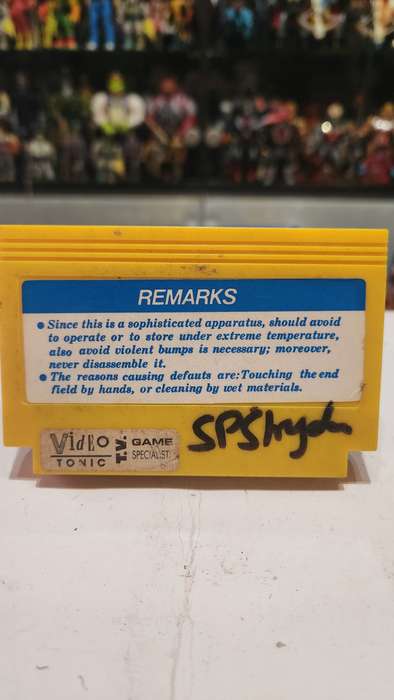 REMARKS
● Since this is a sophisticated apparatus, should avoid
to operate or to store under extreme temperature,
also avoid violent bumps is necessary; moreover,
never disassemble it.
● The reasons causing defauts are:Touching the end
field by hands, or cleaning by wet materials.
VidEO
TONIC
T.V.
GAME
SPECIALIST